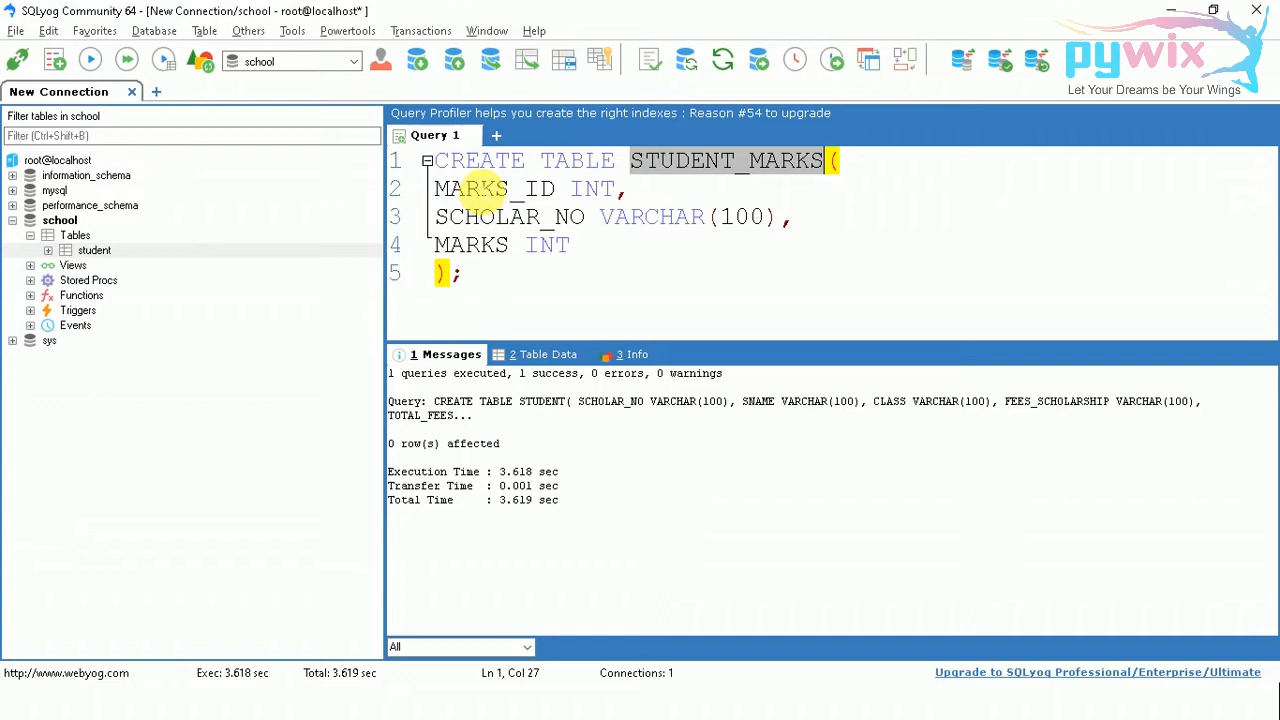 SQLyog Community 64 - [New Connection/school - root@localhost* ]
File Edit Favorites Database Table Others Tools Powertools Transactions Window Help
school
pywix
Let Your Dreams be Your Wings
New Connection
Filter tables in school
Filter (Ctrl+Shift+B)
root@localhost
information_schema
mysql
performance_schema
school
Tables
student
Views
Stored Procs
Functions
Triggers
Events
sys
Query Profiler helps you create the right indexes : Reason #54 to upgrade
Query 1
1 CREATE TABLE STUDENT_MARKS(
2 MARKS_ID INT,
3 SCHOLAR_NO VARCHAR(100),
4 MARKS INT
5 );
1 Messages 2 Table Data 3 Info
1 queries executed, 1 success, 0 errors, 0 warnings
Query: CREATE TABLE STUDENT( SCHOLAR_NO VARCHAR(100), SNAME VARCHAR(100), CLASS VARCHAR(100), FEES_SCHOLARSHIP VARCHAR(100),
TOTAL_FEES...
0 row(s) affected
Execution Time : 3.618 sec
Transfer Time : 0.001 sec
Total Time : 3.619 sec
All
http://www.webyog.com Exec: 3.618 sec Total: 3.619 sec Ln 1, Col 27 Connections: 1 Upgrade to SQLyog Professional/Enterprise/Ultimate